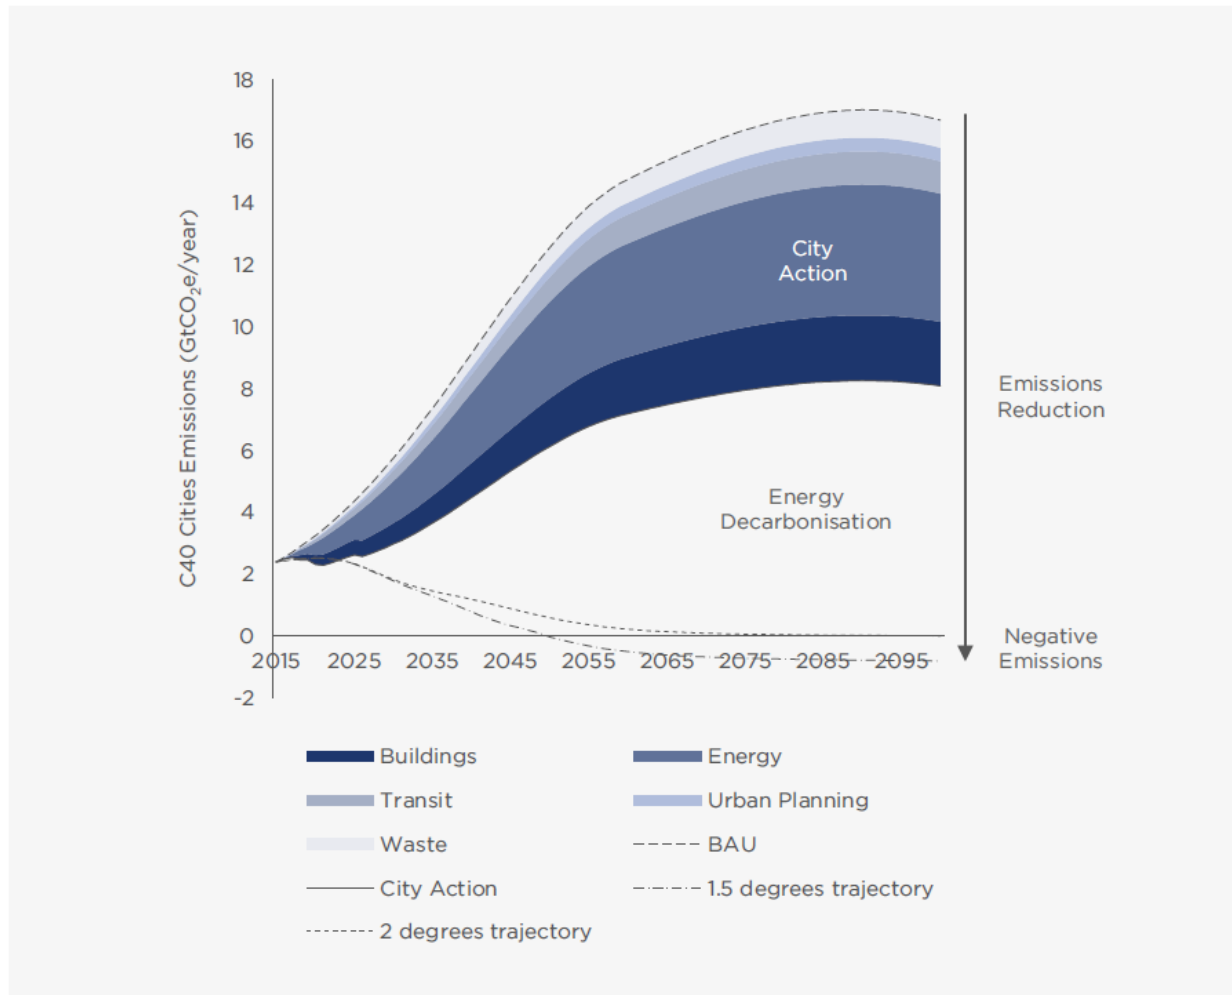 18
16
14
12
10
8
6
4
2
0
-2
C40 Cities Emissions (GtCO₂e/year)
2015 2025 2035 2045 2055 2065 2075 2085 2095
City
Action
Energy
Decarbonisation
Emissions
Reduction
Negative
Emissions
Buildings
Energy
Transit
Urban Planning
Waste
BAU
City Action
1.5 degrees trajectory
2 degrees trajectory